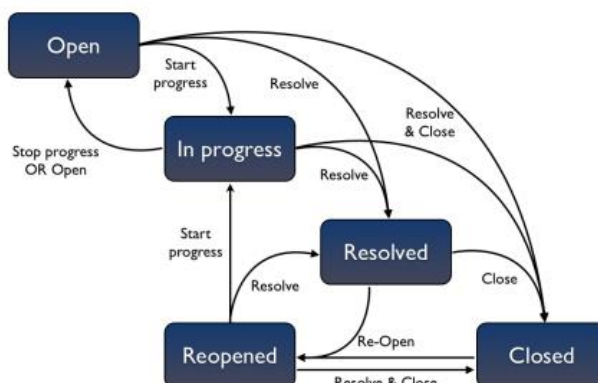 Open
Start
progress
Resolve
Resolve
& Close
In progress
Stop progress
OR Open
Resolve
Start
progress
Resolved
Resolve
Close
Re-Open
Reopened
Closed
Resolve & Close